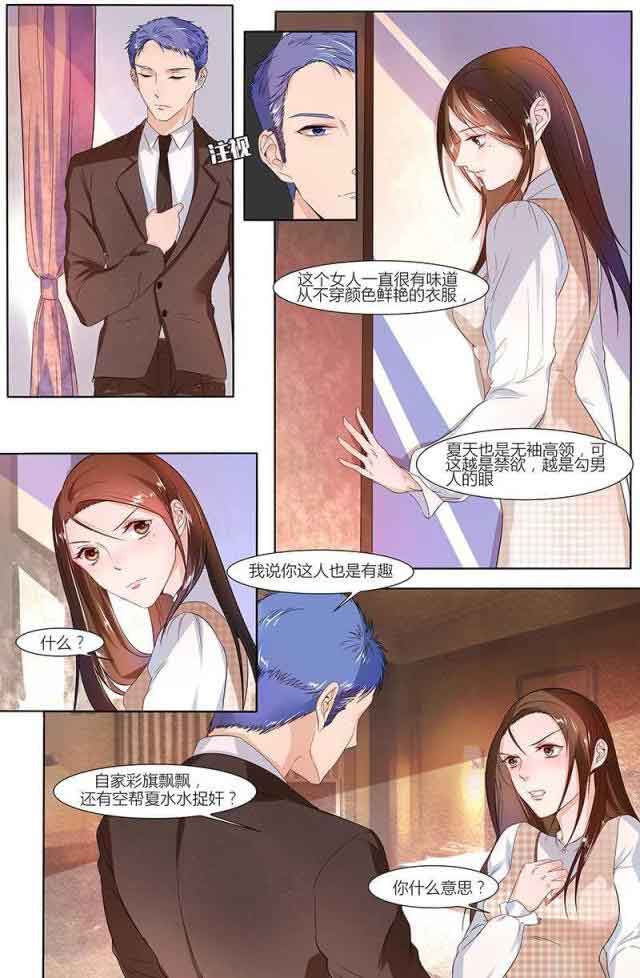 注视
这个女人一直很有味道
从不穿颜色鲜艳的衣服，
夏天也是无袖高领，可
这越是禁欲，越是勾男
人的眼
我说你这人也是有趣
什么？
自家彩旗飘飘，
还有空帮夏水水捉奸？
你什么意思？